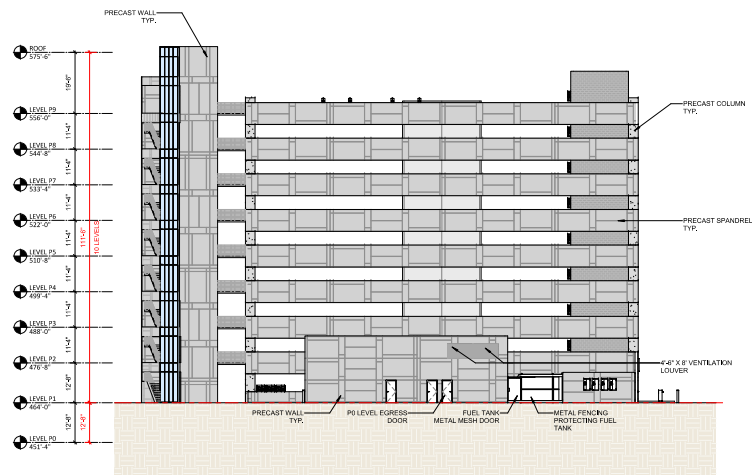 PRECAST WALL
TYP.
ROOF
575'-6"
19'-6"
LEVEL P9
556'-0"
11'-4"
LEVEL P8
544'-8"
11'-4"
LEVEL P7
533'-4"
11'-4"
LEVEL P6
522'-0"
11'-4"
LEVEL P5
510'-8"
11'-4"
LEVEL P4
499'-4"
11'-4"
LEVEL P3
488'-0"
11'-4"
LEVEL P2
476'-8"
12'-8"
LEVEL P1
464'-0"
12'-8"
LEVEL P0
451'-4"
111'-6"
10 LEVELS
12'-8"
PRECAST COLUMN
TYP.
PRECAST SPANDREL
TYP.
4'-6" X 8' VENTILATION
LOUVER
PRECAST WALL
TYP.
P0 LEVEL EGRESS
DOOR
FUEL TANK
METAL MESH DOOR
METAL FENCING
PROTECTING FUEL
TANK